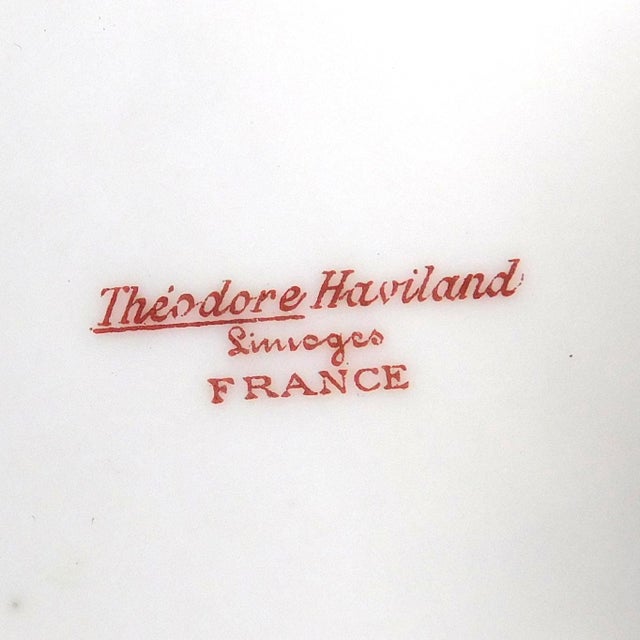 Théodore Haviland
Limoges
FRANCE